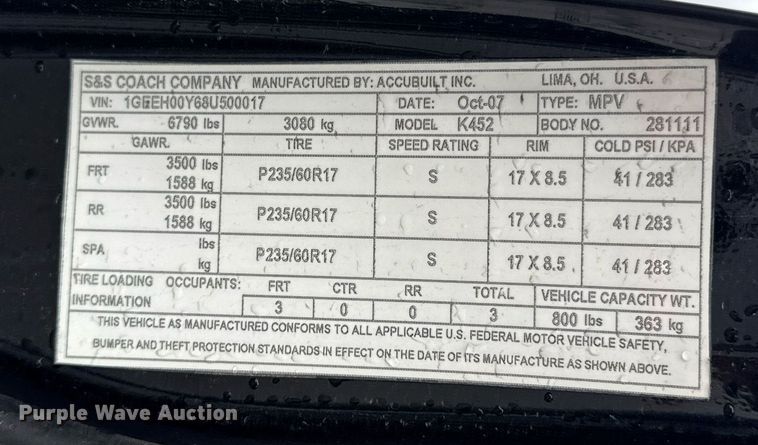 S&S COACH COMPANY MANUFACTURED BY: ACCUBUILT INC. LIMA, OH. U.S.A.
VIN: 1GEEH00Y68U500017 DATE: Oct-07 TYPE: MPV
GVWR. 6790 lbs 3080 kg MODEL K452 BODY NO. 281111
GAWR. TIRE SPEED RATING RIM COLD PSI / KPA
FRT 3500 lbs 1588 kg P235/60R17 S 17 X 8.5 41 / 283
RR 3500 lbs 1588 kg P235/60R17 S 17 X 8.5 41 / 283
SPA lbs kg P235/60R17 S 17 X 8.5 41 / 283
TIRE LOADING INFORMATION OCCUPANTS: FRT CTR RR TOTAL VEHICLE CAPACITY WT.
3 0 0 3 800 lbs 363 kg
THIS VEHICLE AS MANUFACTURED CONFORMS TO ALL APPLICABLE U.S. FEDERAL MOTOR VEHICLE SAFETY,
BUMPER AND THEFT PROTECTION STANDARDS IN EFFECT ON THE DATE OF ITS MANUFACTURE AS SHOWN ABOVE.
Purple Wave Auction